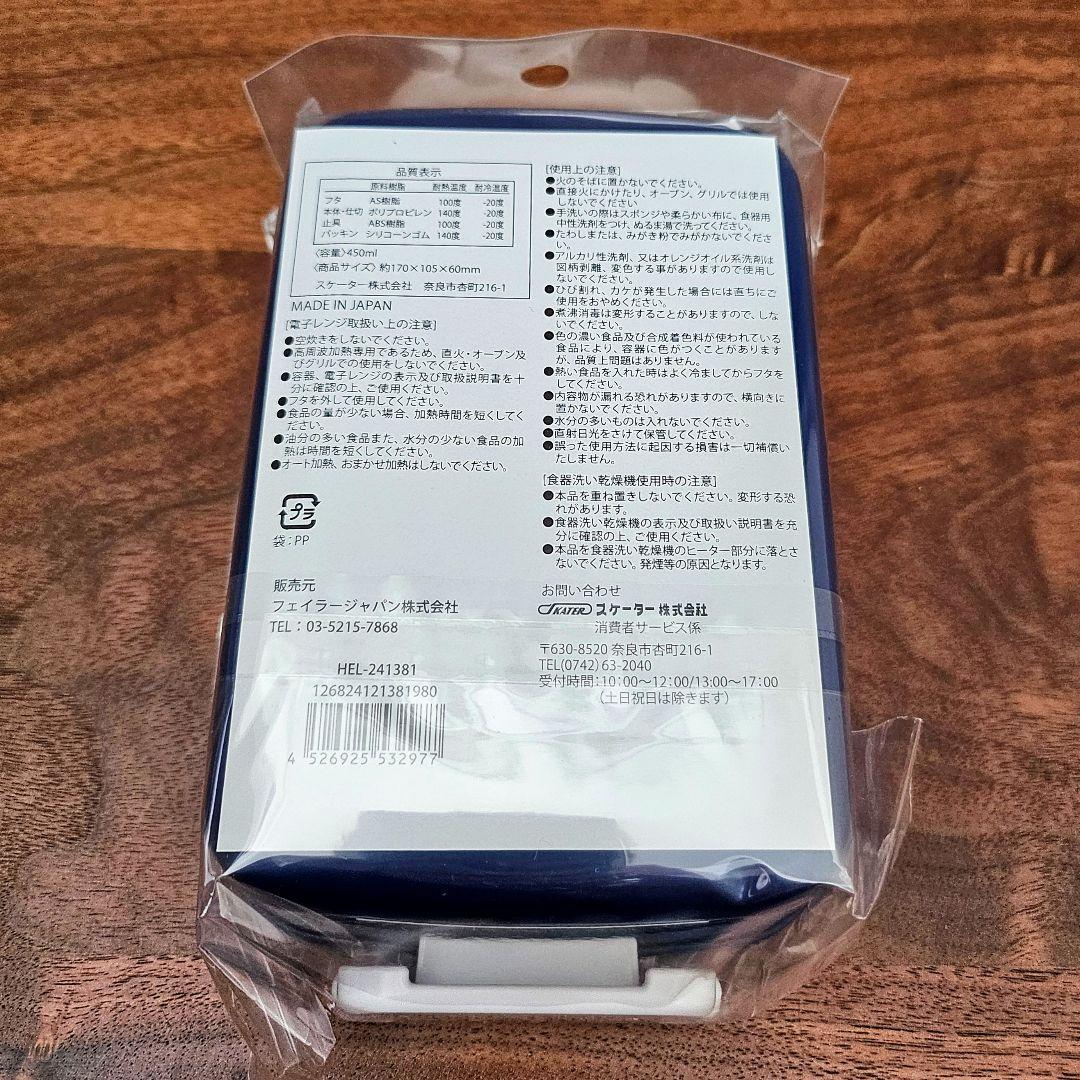 品質表示
原料樹脂 耐熱温度 耐冷温度
フタ AS樹脂 100度 -20度
本体・仕切 ポリプロピレン 140度 -20度
止具 ABS樹脂 100度 -20度
パッキン シリコーンゴム 140度 -20度
〈容量〉450ml
〈商品サイズ〉約170×105×60mm
スケーター株式会社 奈良市杏町216-1
MADE IN JAPAN
[電子レンジ取扱い上の注意]
●空炊きをしないでください。
●高周波加熱専用であるため、直火・オーブン及
びグリルでの使用をしないでください。
●容器、電子レンジの表示及び取扱説明書を十
分に確認の上、ご使用ください。
●フタを外して使用してください。
●食品の量が少ない場合、加熱時間を短くしてく
ださい。
●油分の多い食品また、水分の少ない食品の加
熱は時間を短くしてください。
●オート加熱、おまかせ加熱はしないでください。
プラ
袋：PP
販売元
フェイラージャパン株式会社
TEL：03-5215-7868
HEL-241381
126824121381980
4 526925 532977
[使用上の注意]
●火のそばに置かないでください。
●直接火にかけたり、オーブン、グリルでは使用
しないでください
●手洗いの際はスポンジや柔らかい布に、食器用
中性洗剤をつけ、ぬるま湯で洗ってください。
●たわしまたは、みがき粉でみがかないでくださ
い。
●アルカリ性洗剤、又はオレンジオイル系洗剤は
図柄剥離、変色する事がありますので使用し
ないでください。
●ひび割れ、カケが発生した場合には直ちにご
使用をおやめください。
●煮沸消毒は変形することがありますので、しな
いでください。
●色の濃い食品及び合成着色料が使われている
食品により、容器に色がつくことがあります
が、品質上問題はありません。
●熱い食品を入れた時はよく冷ましてからフタを
してください。
●内容物が漏れる恐れがありますので、横向きに
置かないでください。
●水分の多いものは入れないでください。
●直射日光をさけて保管してください。
●誤った使用方法に起因する損害は一切補償い
たしません。
[食器洗い乾燥機使用時の注意]
●本品を重ね置きしないでください。変形する恐
れがあります。
●食器洗い乾燥機の表示及び取扱い説明書を充
分に確認の上、ご使用ください。
●本品を食器洗い乾燥機のヒーター部分に落とさ
ないでください。発煙等の原因となります。
お問い合わせ
SKATER スケーター株式会社
消費者サービス係
〒630-8520 奈良市杏町216-1
TEL(0742)63-2040
受付時間：10：00〜12：00/13：00〜17：00
（土日祝日は除きます）